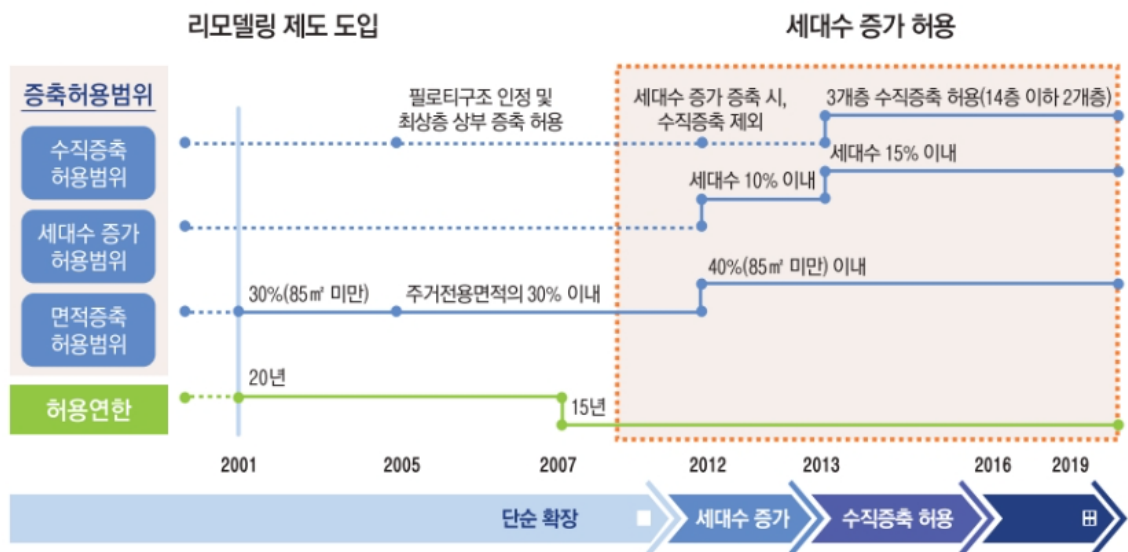 리모델링 제도 도입
세대수 증가 허용
증축허용범위
수직증축
허용범위
필로티구조 인정 및
최상층 상부 증축 허용
세대수 증가 증축 시,
수직증축 제외
3개층 수직증축 허용(14층 이하 2개층)
세대수 증가
허용범위
세대수 10% 이내
세대수 15% 이내
면적증축
허용범위
30%(85㎡ 미만)
주거전용면적의 30% 이내
40%(85㎡ 미만) 이내
허용연한
20년
15년
2001
2005
2007
2012
2013
2016
2019
단순 확장
세대수 증가
수직증축 허용